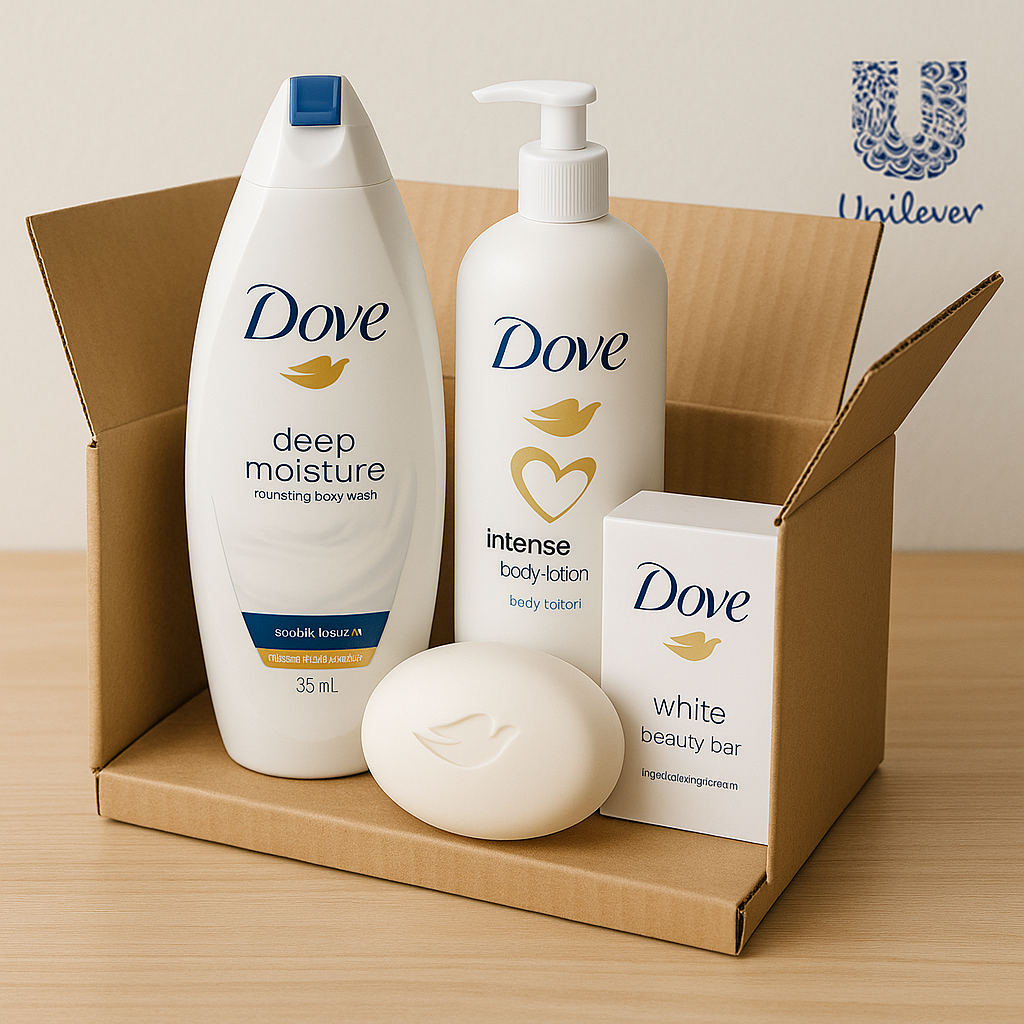 Unilever
Dove
deep
moisture
rounsting boxy wash
soobik losuz
35 mL
Dove
intense
body-lotion
body toitori
Dove
white
beauty bar